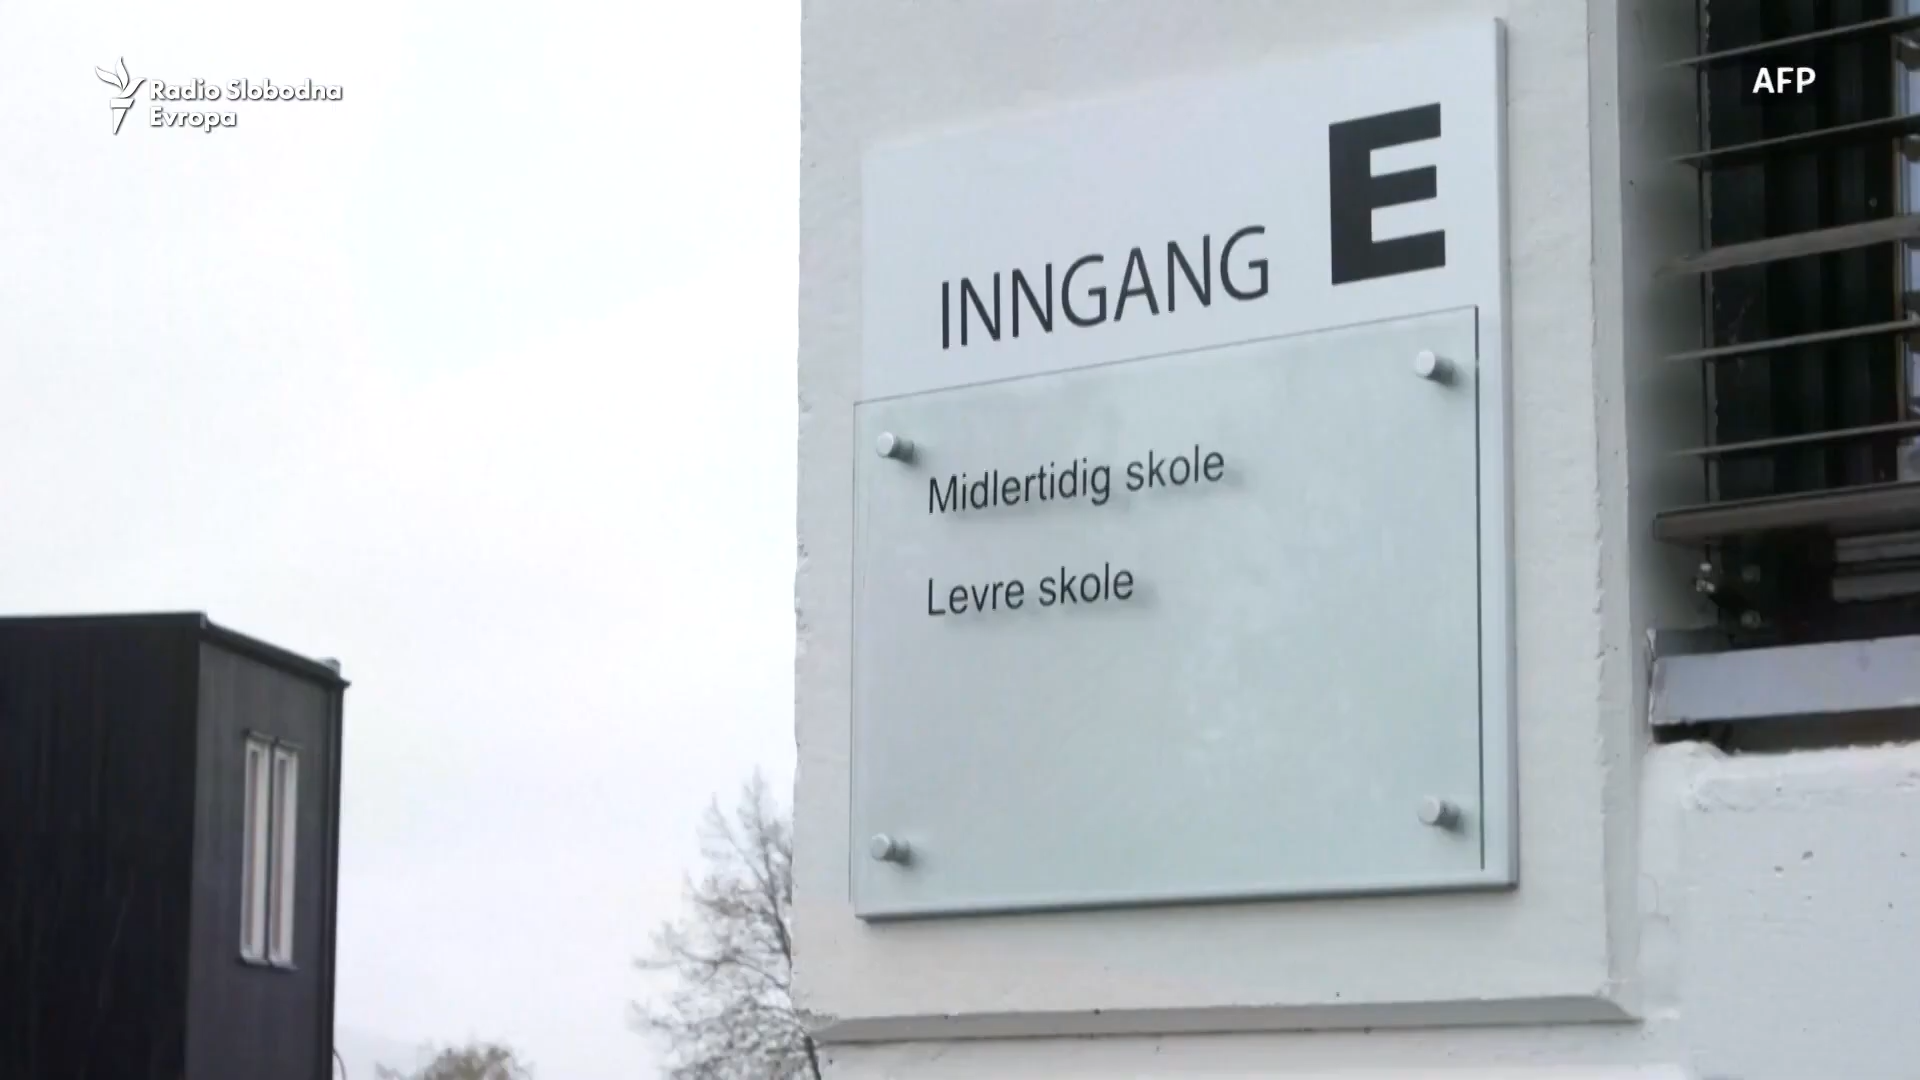 Radio Slobodna
Evropa
AFP
INNGANG E
Midlertidig skole
Levre skole